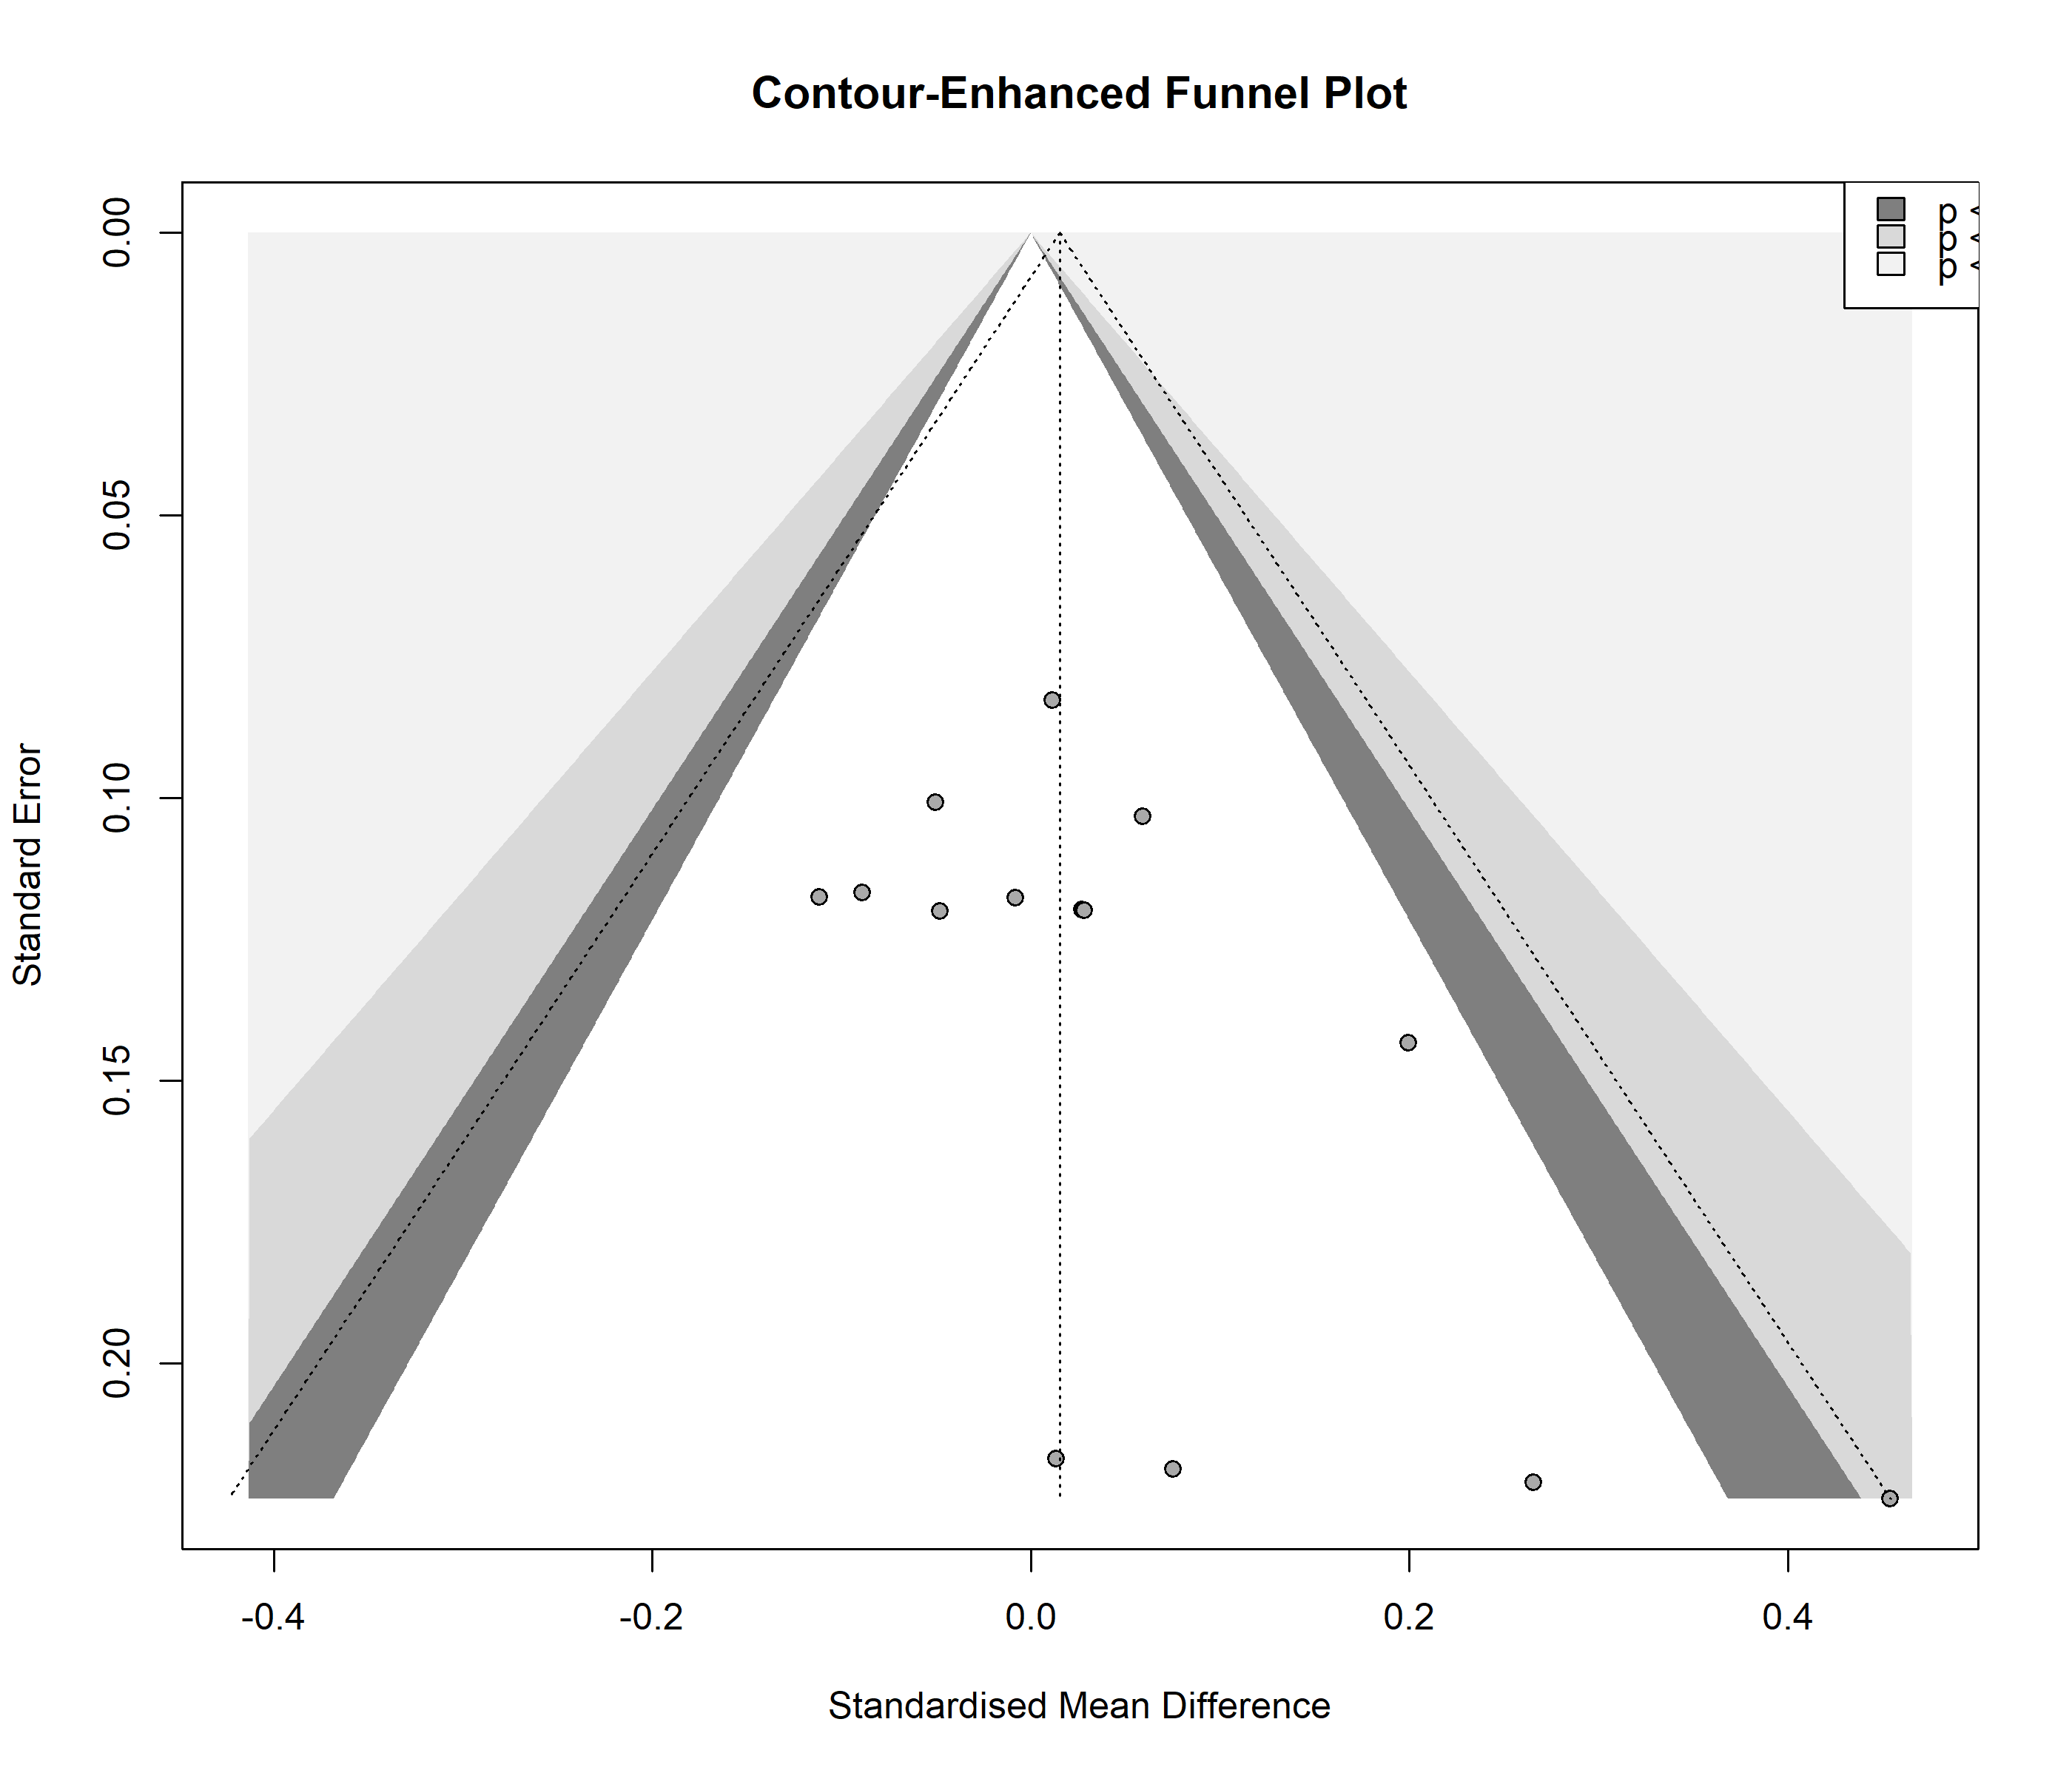 Contour-Enhanced Funnel Plot
p <
p <
p <
0.00
0.05
0.10
0.15
0.20
Standard Error
-0.4 -0.2 0.0 0.2 0.4
Standardised Mean Difference